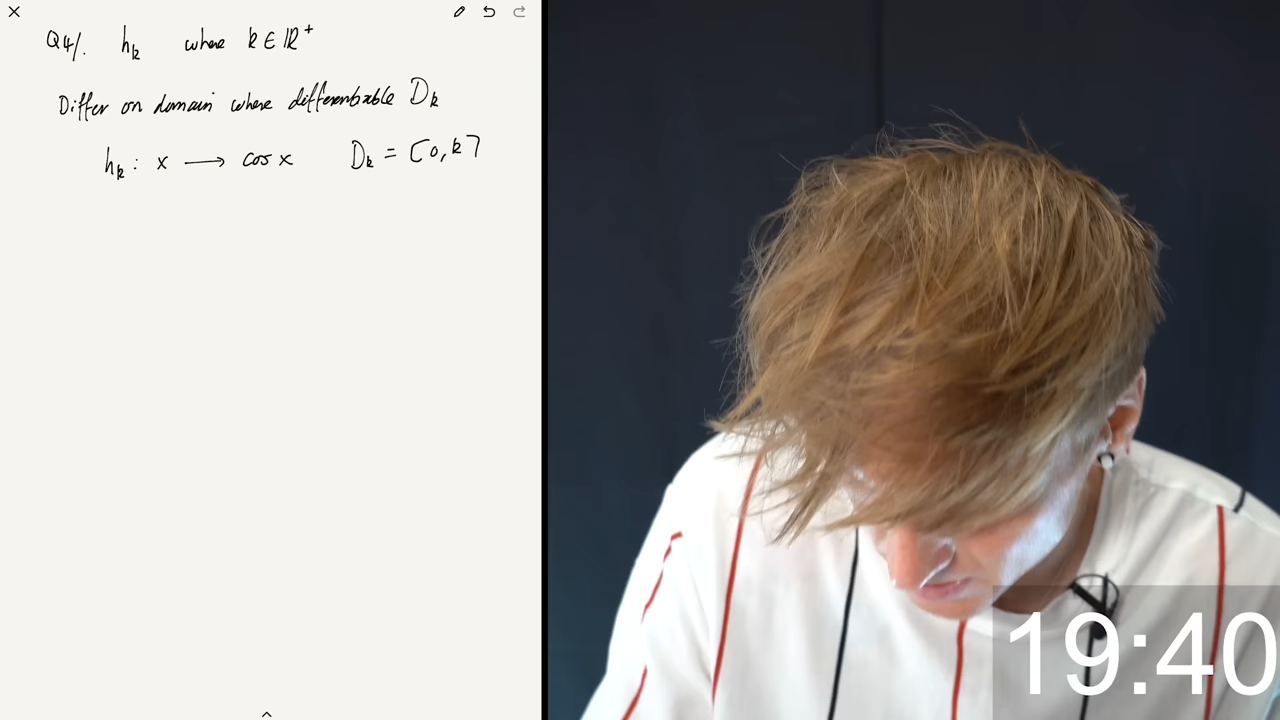 Q4/. hₖ where k ∈ ℝ⁺
Differ on domain where differentiable Dₖ
hₖ : x ⟶ cos x Dₖ = [0, k]
19:40